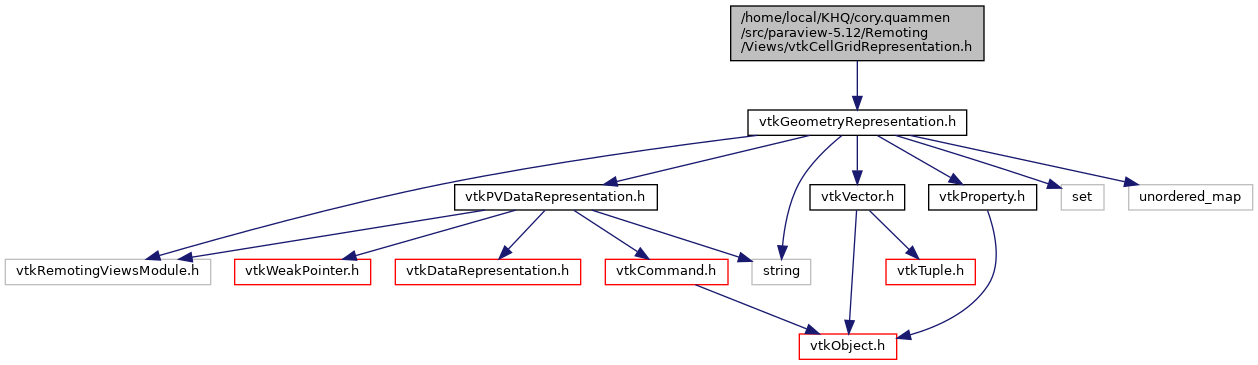 /home/local/KHQ/cory.quammen
/src/paraview-5.12/Remoting
/Views/vtkCellGridRepresentation.h
vtkGeometryRepresentation.h
vtkPVDataRepresentation.h
vtkVector.h
vtkProperty.h
set
unordered_map
vtkRemotingViewsModule.h
vtkWeakPointer.h
vtkDataRepresentation.h
vtkCommand.h
string
vtkTuple.h
vtkObject.h